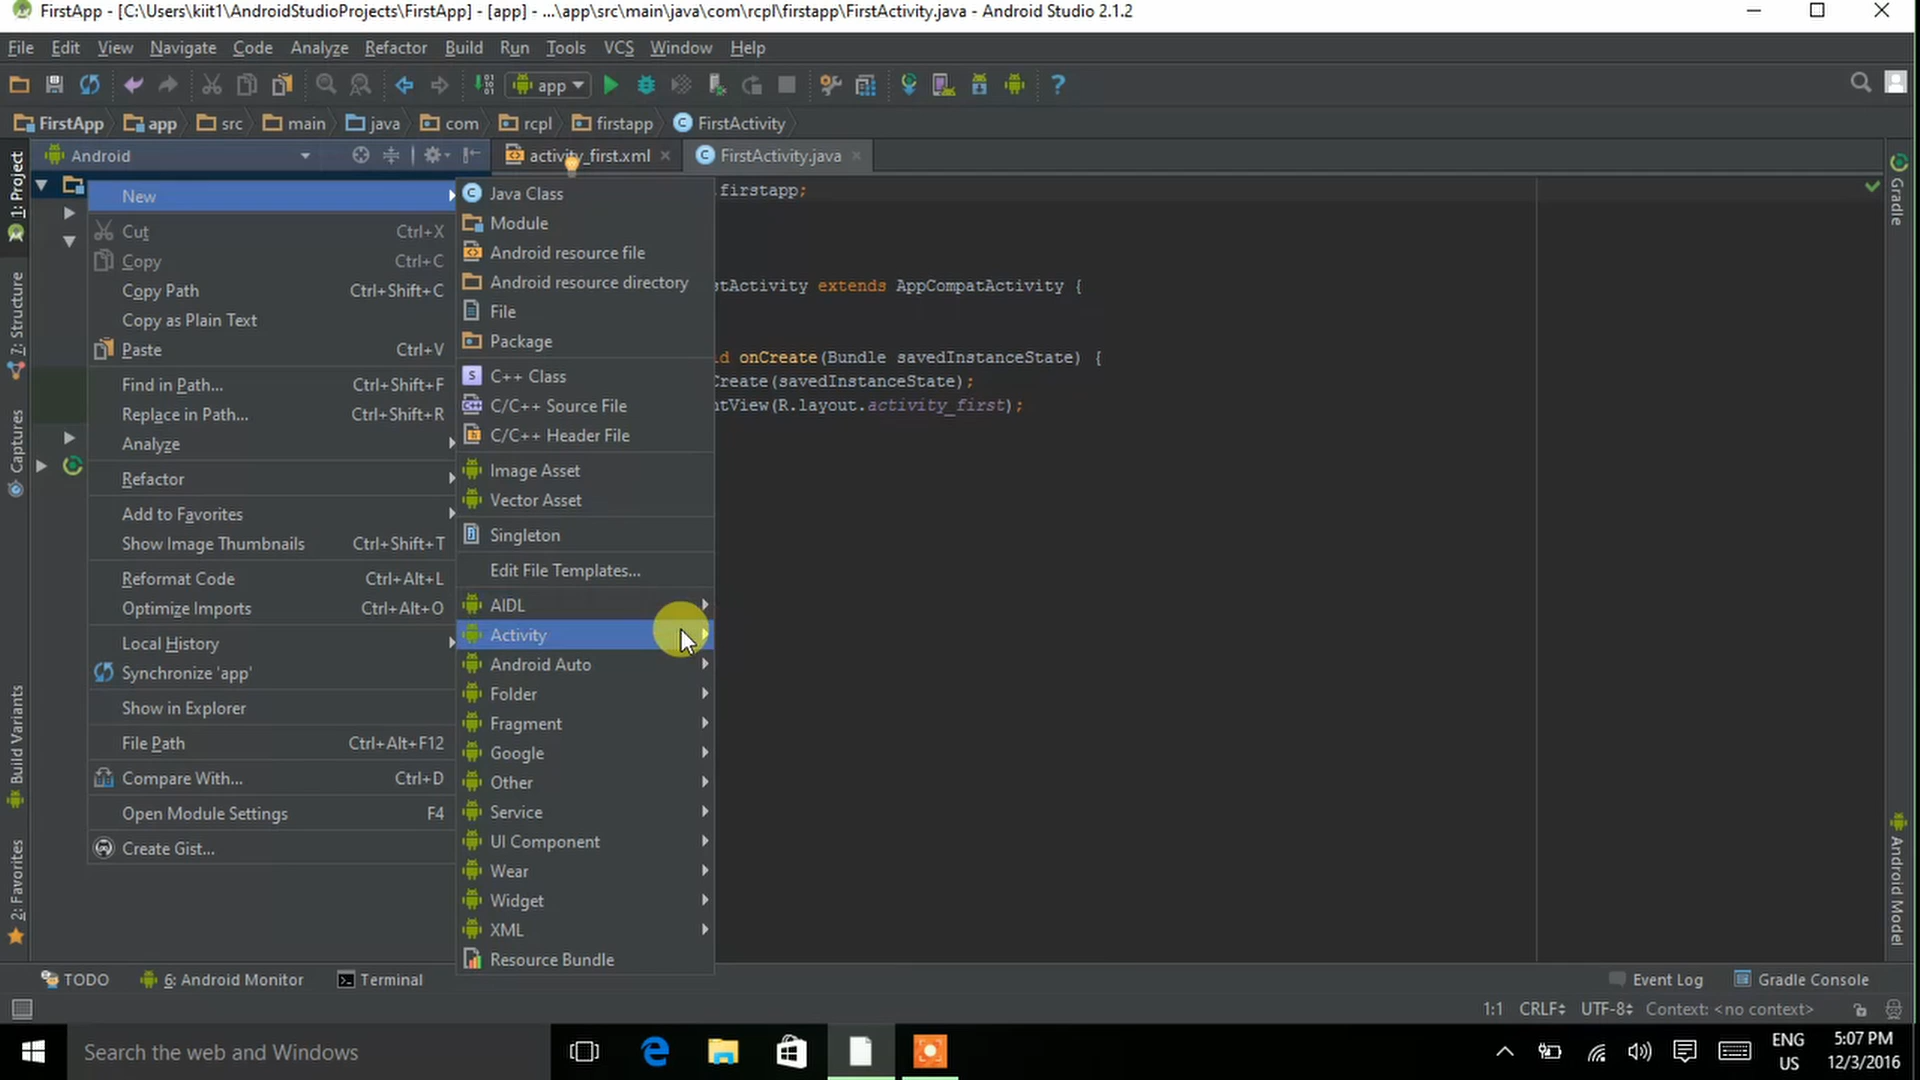 FirstApp - [C:\Users\kiit1\AndroidStudioProjects\FirstApp] - [app] - ...\app\src\main\java\com\rcpl\firstapp\FirstActivity.java - Android Studio 2.1.2
File Edit View Navigate Code Analyze Refactor Build Run Tools VCS Window Help
app
FirstApp app src main java com rcpl firstapp FirstActivity
Android activity_first.xml FirstActivity.java
1: Project
7: Structure
Captures
Build Variants
2: Favorites
New
Cut Ctrl+X
Copy Ctrl+C
Copy Path Ctrl+Shift+C
Copy as Plain Text
Paste Ctrl+V
Find in Path... Ctrl+Shift+F
Replace in Path... Ctrl+Shift+R
Analyze
Refactor
Add to Favorites
Show Image Thumbnails Ctrl+Shift+T
Reformat Code Ctrl+Alt+L
Optimize Imports Ctrl+Alt+O
Local History
Synchronize 'app'
Show in Explorer
File Path Ctrl+Alt+F12
Compare With... Ctrl+D
Open Module Settings F4
Create Gist...
Java Class
Module
Android resource file
Android resource directory
File
Package
C++ Class
C/C++ Source File
C/C++ Header File
Image Asset
Vector Asset
Singleton
Edit File Templates...
AIDL
Activity
Android Auto
Folder
Fragment
Google
Other
Service
UI Component
Wear
Widget
XML
Resource Bundle
firstapp;
stActivity extends AppCompatActivity {
id onCreate(Bundle savedInstanceState) {
Create(savedInstanceState);
ntView(R.layout.activity_first);
Gradle
Android Model
TODO 6: Android Monitor Terminal Event Log Gradle Console
1:1 CRLF UTF-8 Context: <no context>
Search the web and Windows
ENG
US
5:07 PM
12/3/2016